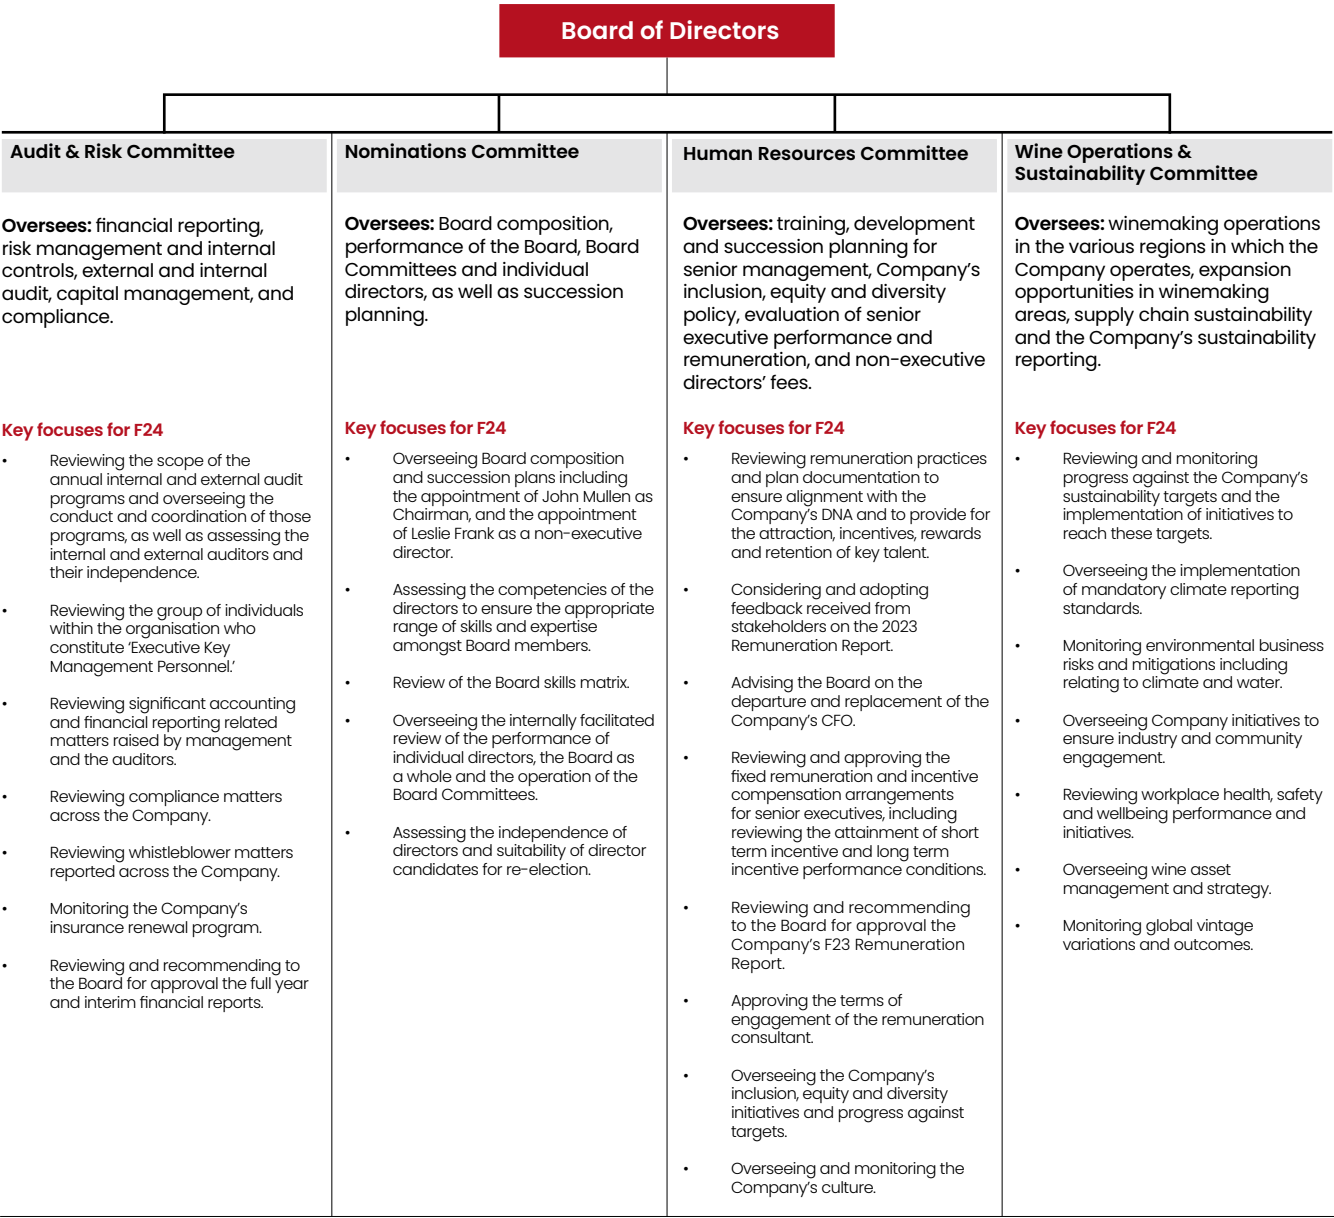 Board of Directors
Audit & Risk Committee
Oversees: financial reporting,
risk management and internal
controls, external and internal
audit, capital management, and
compliance.
Key focuses for F24
• Reviewing the scope of the
annual internal and external audit
programs and overseeing the
conduct and coordination of those
programs, as well as assessing the
internal and external auditors and
their independence.
• Reviewing the group of individuals
within the organisation who
constitute ‘Executive Key
Management Personnel.’
• Reviewing significant accounting
and financial reporting related
matters raised by management
and the auditors.
• Reviewing compliance matters
across the Company.
• Reviewing whistleblower matters
reported across the Company.
• Monitoring the Company’s
insurance renewal program.
• Reviewing and recommending to
the Board for approval the full year
and interim financial reports.
Nominations Committee
Oversees: Board composition,
performance of the Board, Board
Committees and individual
directors, as well as succession
planning.
Key focuses for F24
• Overseeing Board composition
and succession plans including
the appointment of John Mullen as
Chairman, and the appointment
of Leslie Frank as a non-executive
director.
• Assessing the competencies of the
directors to ensure the appropriate
range of skills and expertise
amongst Board members.
• Review of the Board skills matrix.
• Overseeing the internally facilitated
review of the performance of
individual directors, the Board as
a whole and the operation of the
Board Committees.
• Assessing the independence of
directors and suitability of director
candidates for re-election.
Human Resources Committee
Oversees: training, development
and succession planning for
senior management, Company’s
inclusion, equity and diversity
policy, evaluation of senior
executive performance and
remuneration, and non-executive
directors’ fees.
Key focuses for F24
• Reviewing remuneration practices
and plan documentation to
ensure alignment with the
Company’s DNA and to provide for
the attraction, incentives, rewards
and retention of key talent.
• Considering and adopting
feedback received from
stakeholders on the 2023
Remuneration Report.
• Advising the Board on the
departure and replacement of the
Company’s CFO.
• Reviewing and approving the
fixed remuneration and incentive
compensation arrangements
for senior executives, including
reviewing the attainment of short
term incentive and long term
incentive performance conditions.
• Reviewing and recommending
to the Board for approval the
Company’s F23 Remuneration
Report.
• Approving the terms of
engagement of the remuneration
consultant.
• Overseeing the Company’s
inclusion, equity and diversity
initiatives and progress against
targets.
• Overseeing and monitoring the
Company’s culture.
Wine Operations &
Sustainability Committee
Oversees: winemaking operations
in the various regions in which the
Company operates, expansion
opportunities in winemaking
areas, supply chain sustainability
and the Company’s sustainability
reporting.
Key focuses for F24
• Reviewing and monitoring
progress against the Company’s
sustainability targets and the
implementation of initiatives to
reach these targets.
• Overseeing the implementation
of mandatory climate reporting
standards.
• Monitoring environmental business
risks and mitigations including
relating to climate and water.
• Overseeing Company initiatives to
ensure industry and community
engagement.
• Reviewing workplace health, safety
and wellbeing performance and
initiatives.
• Overseeing wine asset
management and strategy.
• Monitoring global vintage
variations and outcomes.